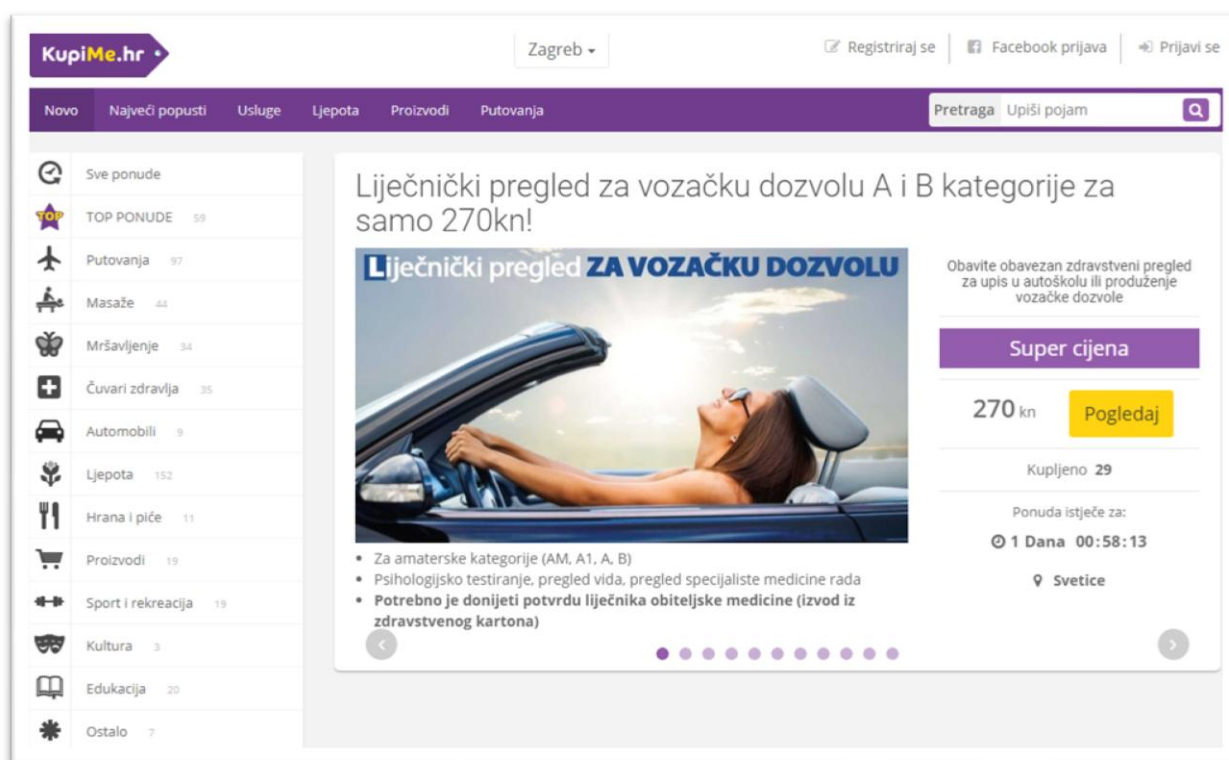 KupiMe.hr
Zagreb
Registriraj se
Facebook prijava
Prijavi se
Novo
Najveći popusti
Usluge
Ljepota
Proizvodi
Putovanja
Pretraga
Upiši pojam
Sve ponude
TOP
TOP PONUDE 59
Putovanja 97
Masaže 44
Mršavljenje 34
Čuvari zdravlja 35
Automobili 9
Ljepota 152
Hrana i piće 11
Proizvodi 19
Sport i rekreacija 19
Kultura 3
Edukacija 20
Ostalo 7
Liječnički pregled za vozačku dozvolu A i B kategorije za
samo 270kn!
Liječnički pregled ZA VOZAČKU DOZVOLU
Za amaterske kategorije (AM, A1, A, B)
Psihologijsko testiranje, pregled vida, pregled specijaliste medicine rada
Potrebno je donijeti potvrdu liječnika obiteljske medicine (izvod iz
zdravstvenog kartona)
Obavite obavezan zdravstveni pregled
za upis u autoškolu ili produženje
vozačke dozvole
Super cijena
270 kn
Pogledaj
Kupljeno 29
Ponuda istječe za:
1 Dana 00:58:13
Svetice